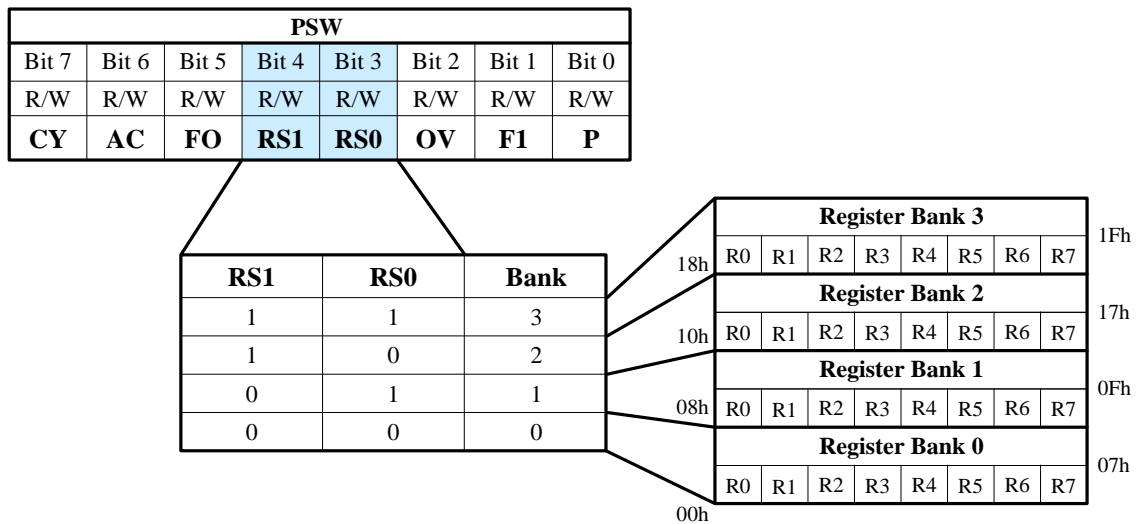 PSW
Bit 7 Bit 6 Bit 5 Bit 4 Bit 3 Bit 2 Bit 1 Bit 0
R/W R/W R/W R/W R/W R/W R/W R/W
CY AC FO RS1 RS0 OV F1 P
RS1 RS0 Bank
1 1 3
1 0 2
0 1 1
0 0 0
Register Bank 3
1Fh
18h R0 R1 R2 R3 R4 R5 R6 R7
Register Bank 2
17h
10h R0 R1 R2 R3 R4 R5 R6 R7
Register Bank 1
0Fh
08h R0 R1 R2 R3 R4 R5 R6 R7
Register Bank 0
07h
R0 R1 R2 R3 R4 R5 R6 R7
00h